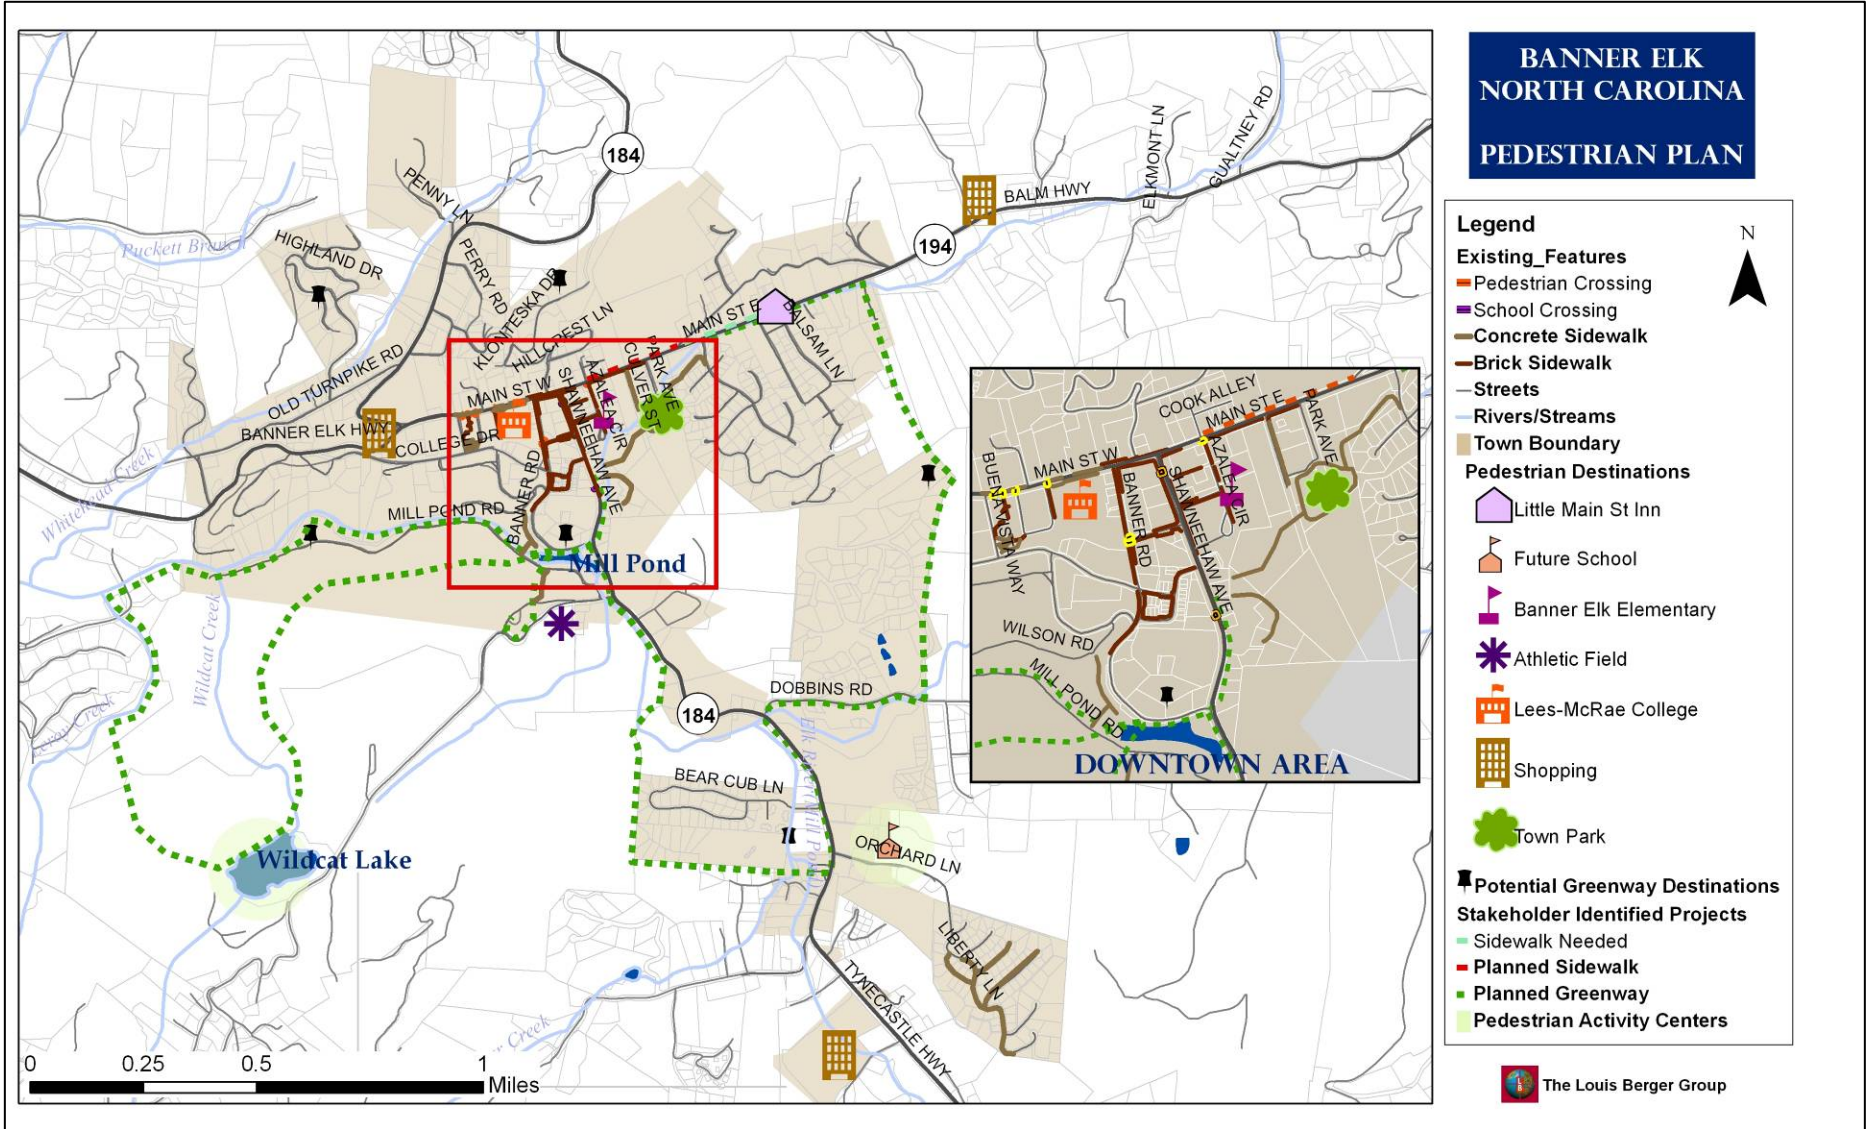 BANNER ELK
NORTH CAROLINA
PEDESTRIAN PLAN
Legend
N
Existing_Features
Pedestrian Crossing
School Crossing
Concrete Sidewalk
Brick Sidewalk
Streets
Rivers/Streams
Town Boundary
Pedestrian Destinations
Little Main St Inn
Future School
Banner Elk Elementary
Athletic Field
Lees-McRae College
Shopping
Town Park
Potential Greenway Destinations
Stakeholder Identified Projects
Sidewalk Needed
Planned Sidewalk
Planned Greenway
Pedestrian Activity Centers
The Louis Berger Group
184
PENNY LN
BALM HWY
ELKMONT LN
GUALTNEY RD
194
Puckett Branch
HIGHLAND DR
PERRY RD
KLONTESKA DR
HILLCREST LN
MAIN ST E
BALSAM LN
OLD TURNPIKE RD
MAIN ST W
SHAWNEEHAW AVE
AZALEA CIR
CULVER ST
PARK AVE
BANNER ELK HWY
COLLEGE DR
BANNER RD
MILL POND RD
Mill Pond
Whitehead Creek
Wildcat Creek
Leroy Creek
184
DOBBINS RD
Elk River Mill Pond
BEAR CUB LN
ORCHARD LN
Wildcat Lake
LIBERTY LN
TYNECASTLE HWY
Creek
COOK ALLEY
MAIN ST E
PARK AVE
MAIN ST W
AZALEA CIR
BUENA VISTA WAY
BANNER RD
SHAWNEEHAW AVE
WILSON RD
MILL POND RD
DOWNTOWN AREA
0
0.25
0.5
1
Miles